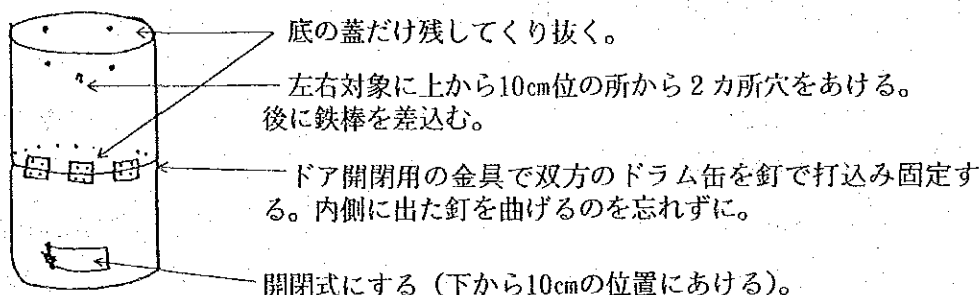 底の蓋だけ残してくり抜く。
左右対象に上から10cm位の所から2カ所穴をあける。
後に鉄棒を差込む。
ドア開閉用の金具で双方のドラム缶を釘で打込み固定す
る。内側に出た釘を曲げるのを忘れずに。
開閉式にする（下から10cmの位置にあける）。